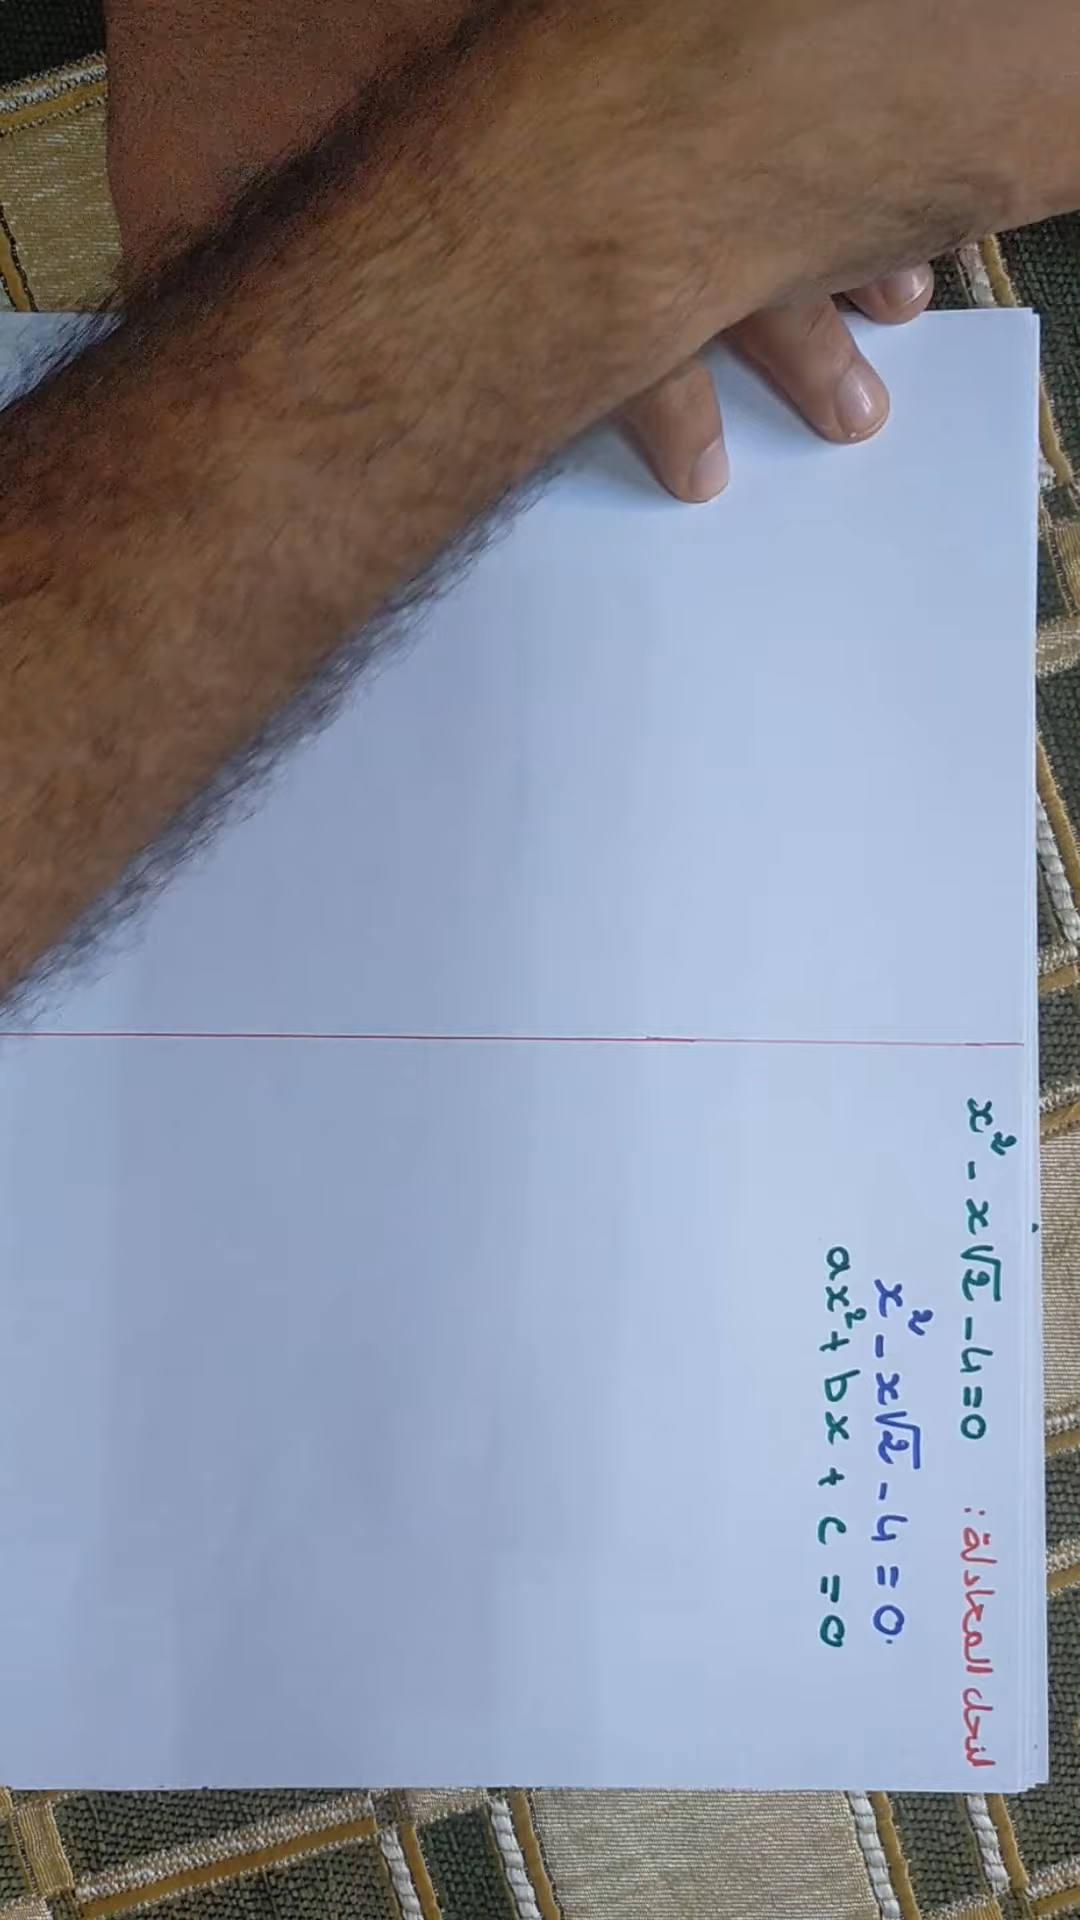 لنحل المعادلة : x² - x√2 - 4 = 0
x² - x√2 - 4 = 0.
ax² + bx + c = 0